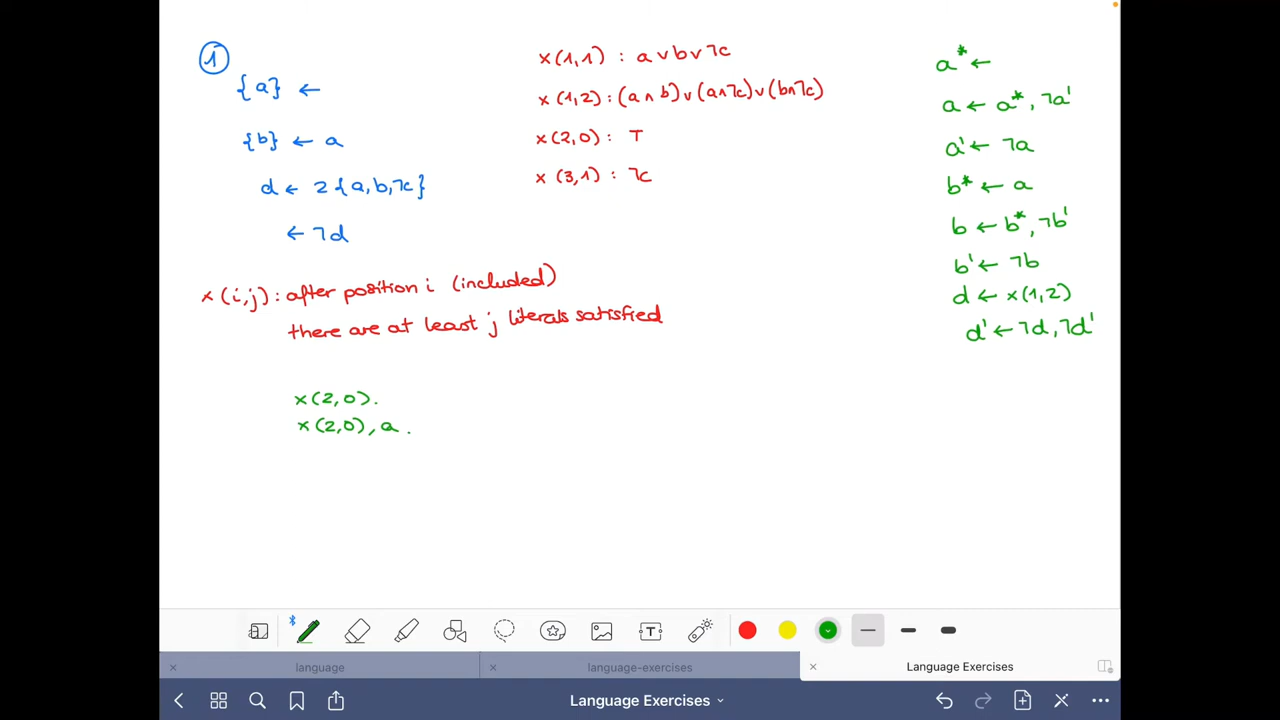 1
{a} ←
{b} ← a
d ← 2 {a,b,¬c}
← ¬d
x(i,j) : after position i (included)
there are at least j literals satisfied
x(1,1) : a ∨ b ∨ ¬c
x(1,2) : (a ∧ b) ∨ (a ∧ ¬c) ∨ (b ∧ ¬c)
x(2,0) : T
x(3,1) : ¬c
x(2,0).
x(2,0), a.
a* ←
a ← a*, ¬a'
a' ← ¬a
b* ← a
b ← b*, ¬b'
b' ← ¬b
d ← x(1,2)
d' ← ¬d, ¬d'
T
language
language-exercises
Language Exercises
Language Exercises